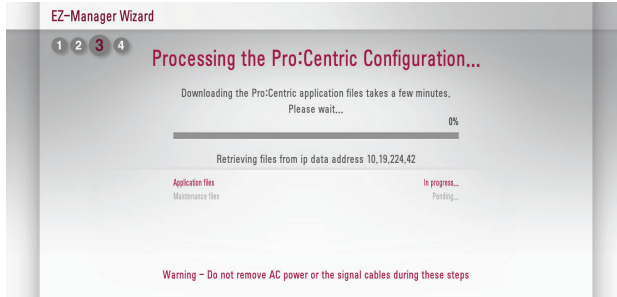 EZ-Manager Wizard
1 2 3 4
Processing the Pro:Centric Configuration...
Downloading the Pro:Centric application files takes a few minutes.
Please wait...
0%
Retrieving files from ip data address 10.19.224.42
Application files In progress...
Maintenance files Pending...
Warning - Do not remove AC power or the signal cables during these steps